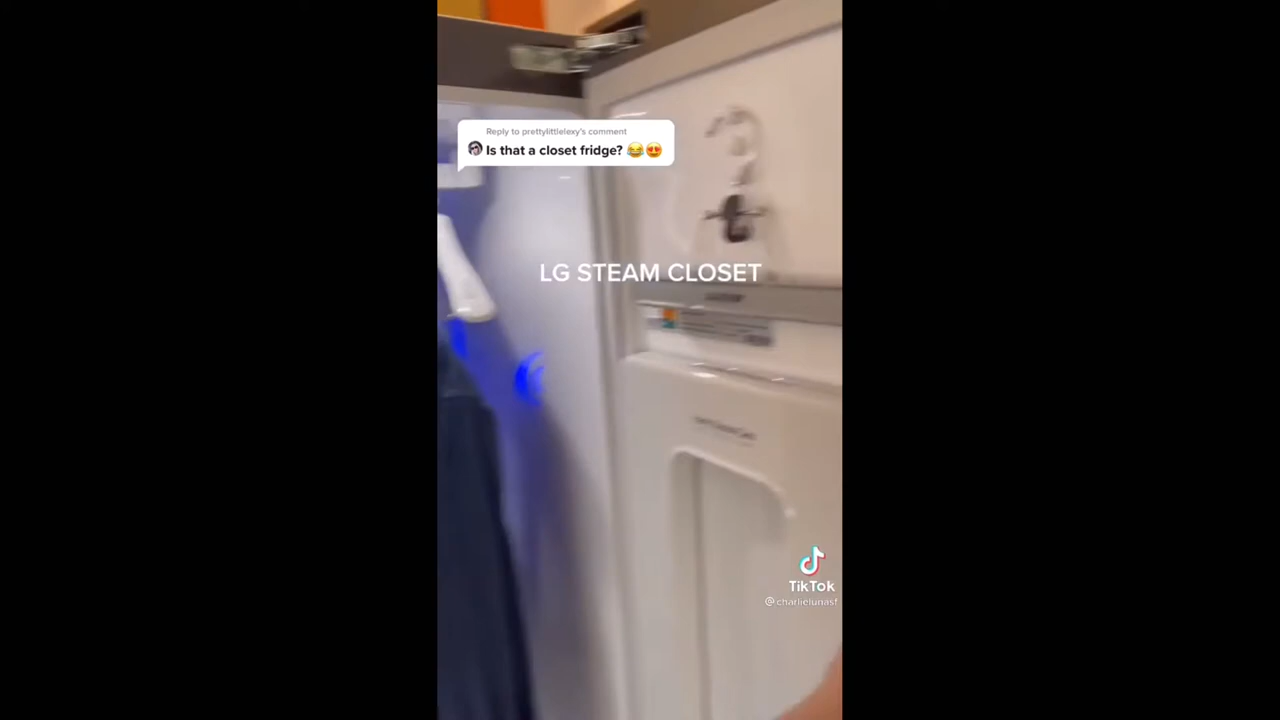 Reply to prettylittlelexy's comment
Is that a closet fridge? 😂😍
LG STEAM CLOSET
TikTok
@charlielunasf